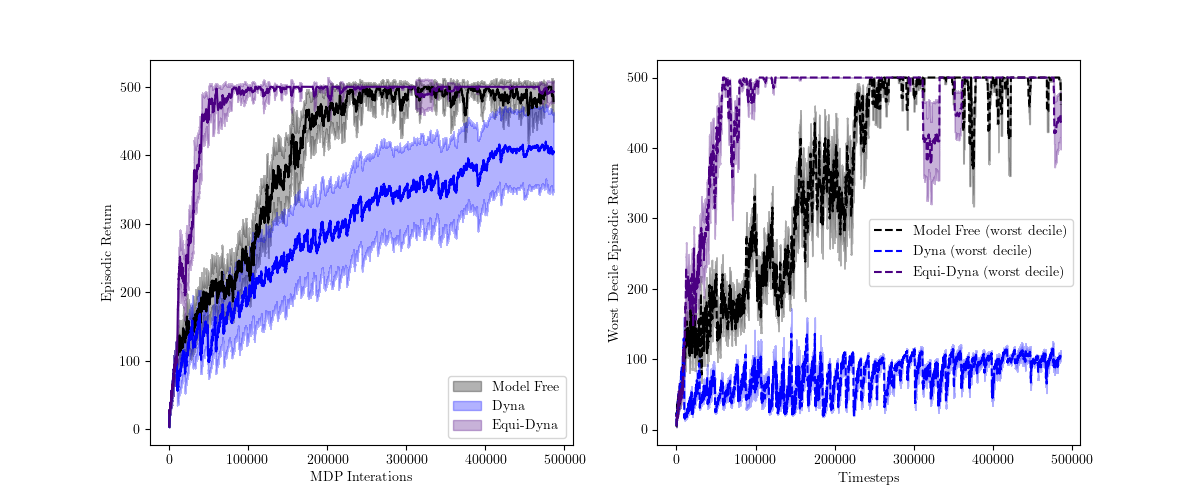 Episodic Return
500
400
300
200
100
0
0
100000
200000
300000
400000
500000
MDP Interations
Model Free
Dyna
Equi-Dyna
Worst Decile Episodic Return
500
400
300
200
100
0
0
100000
200000
300000
400000
500000
Timesteps
Model Free (worst decile)
Dyna (worst decile)
Equi-Dyna (worst decile)